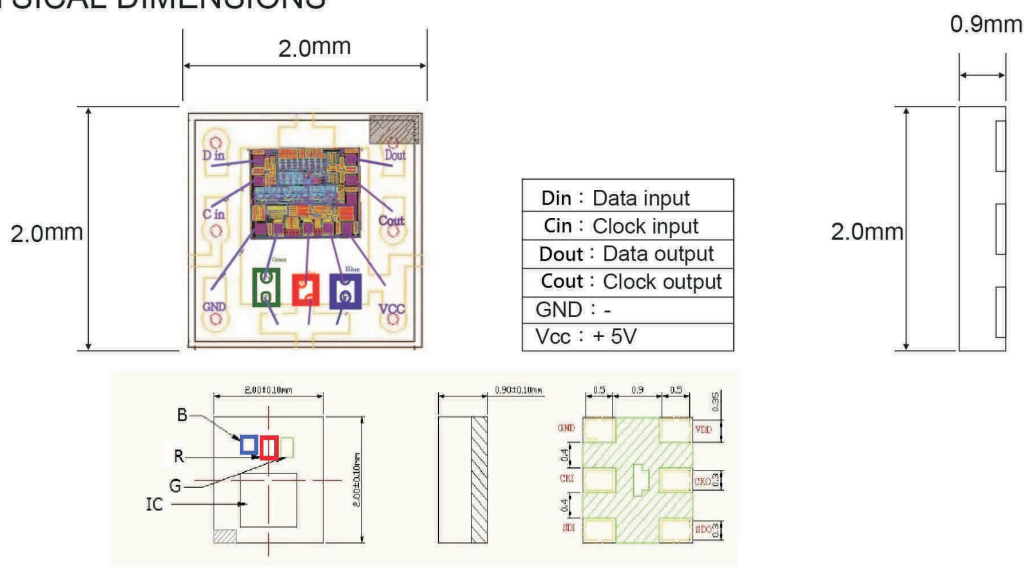 YSICAL DIMENSIONS
0.9mm
2.0mm
D in
Dout
C in
Cout
2.0mm
Green
Blue
GND
VCC
Din : Data input
Cin : Clock input
Dout : Data output
Cout : Clock output
GND : -
Vcc : + 5V
2.0mm
2.00±0.10mm
B
R
G
IC
2.00±0.10mm
0.90±0.10mm
0.5
0.9
0.5
0.35
GND
VDD
0.4
CKI
CKO
0.3
0.4
SDI
SDO
0.3